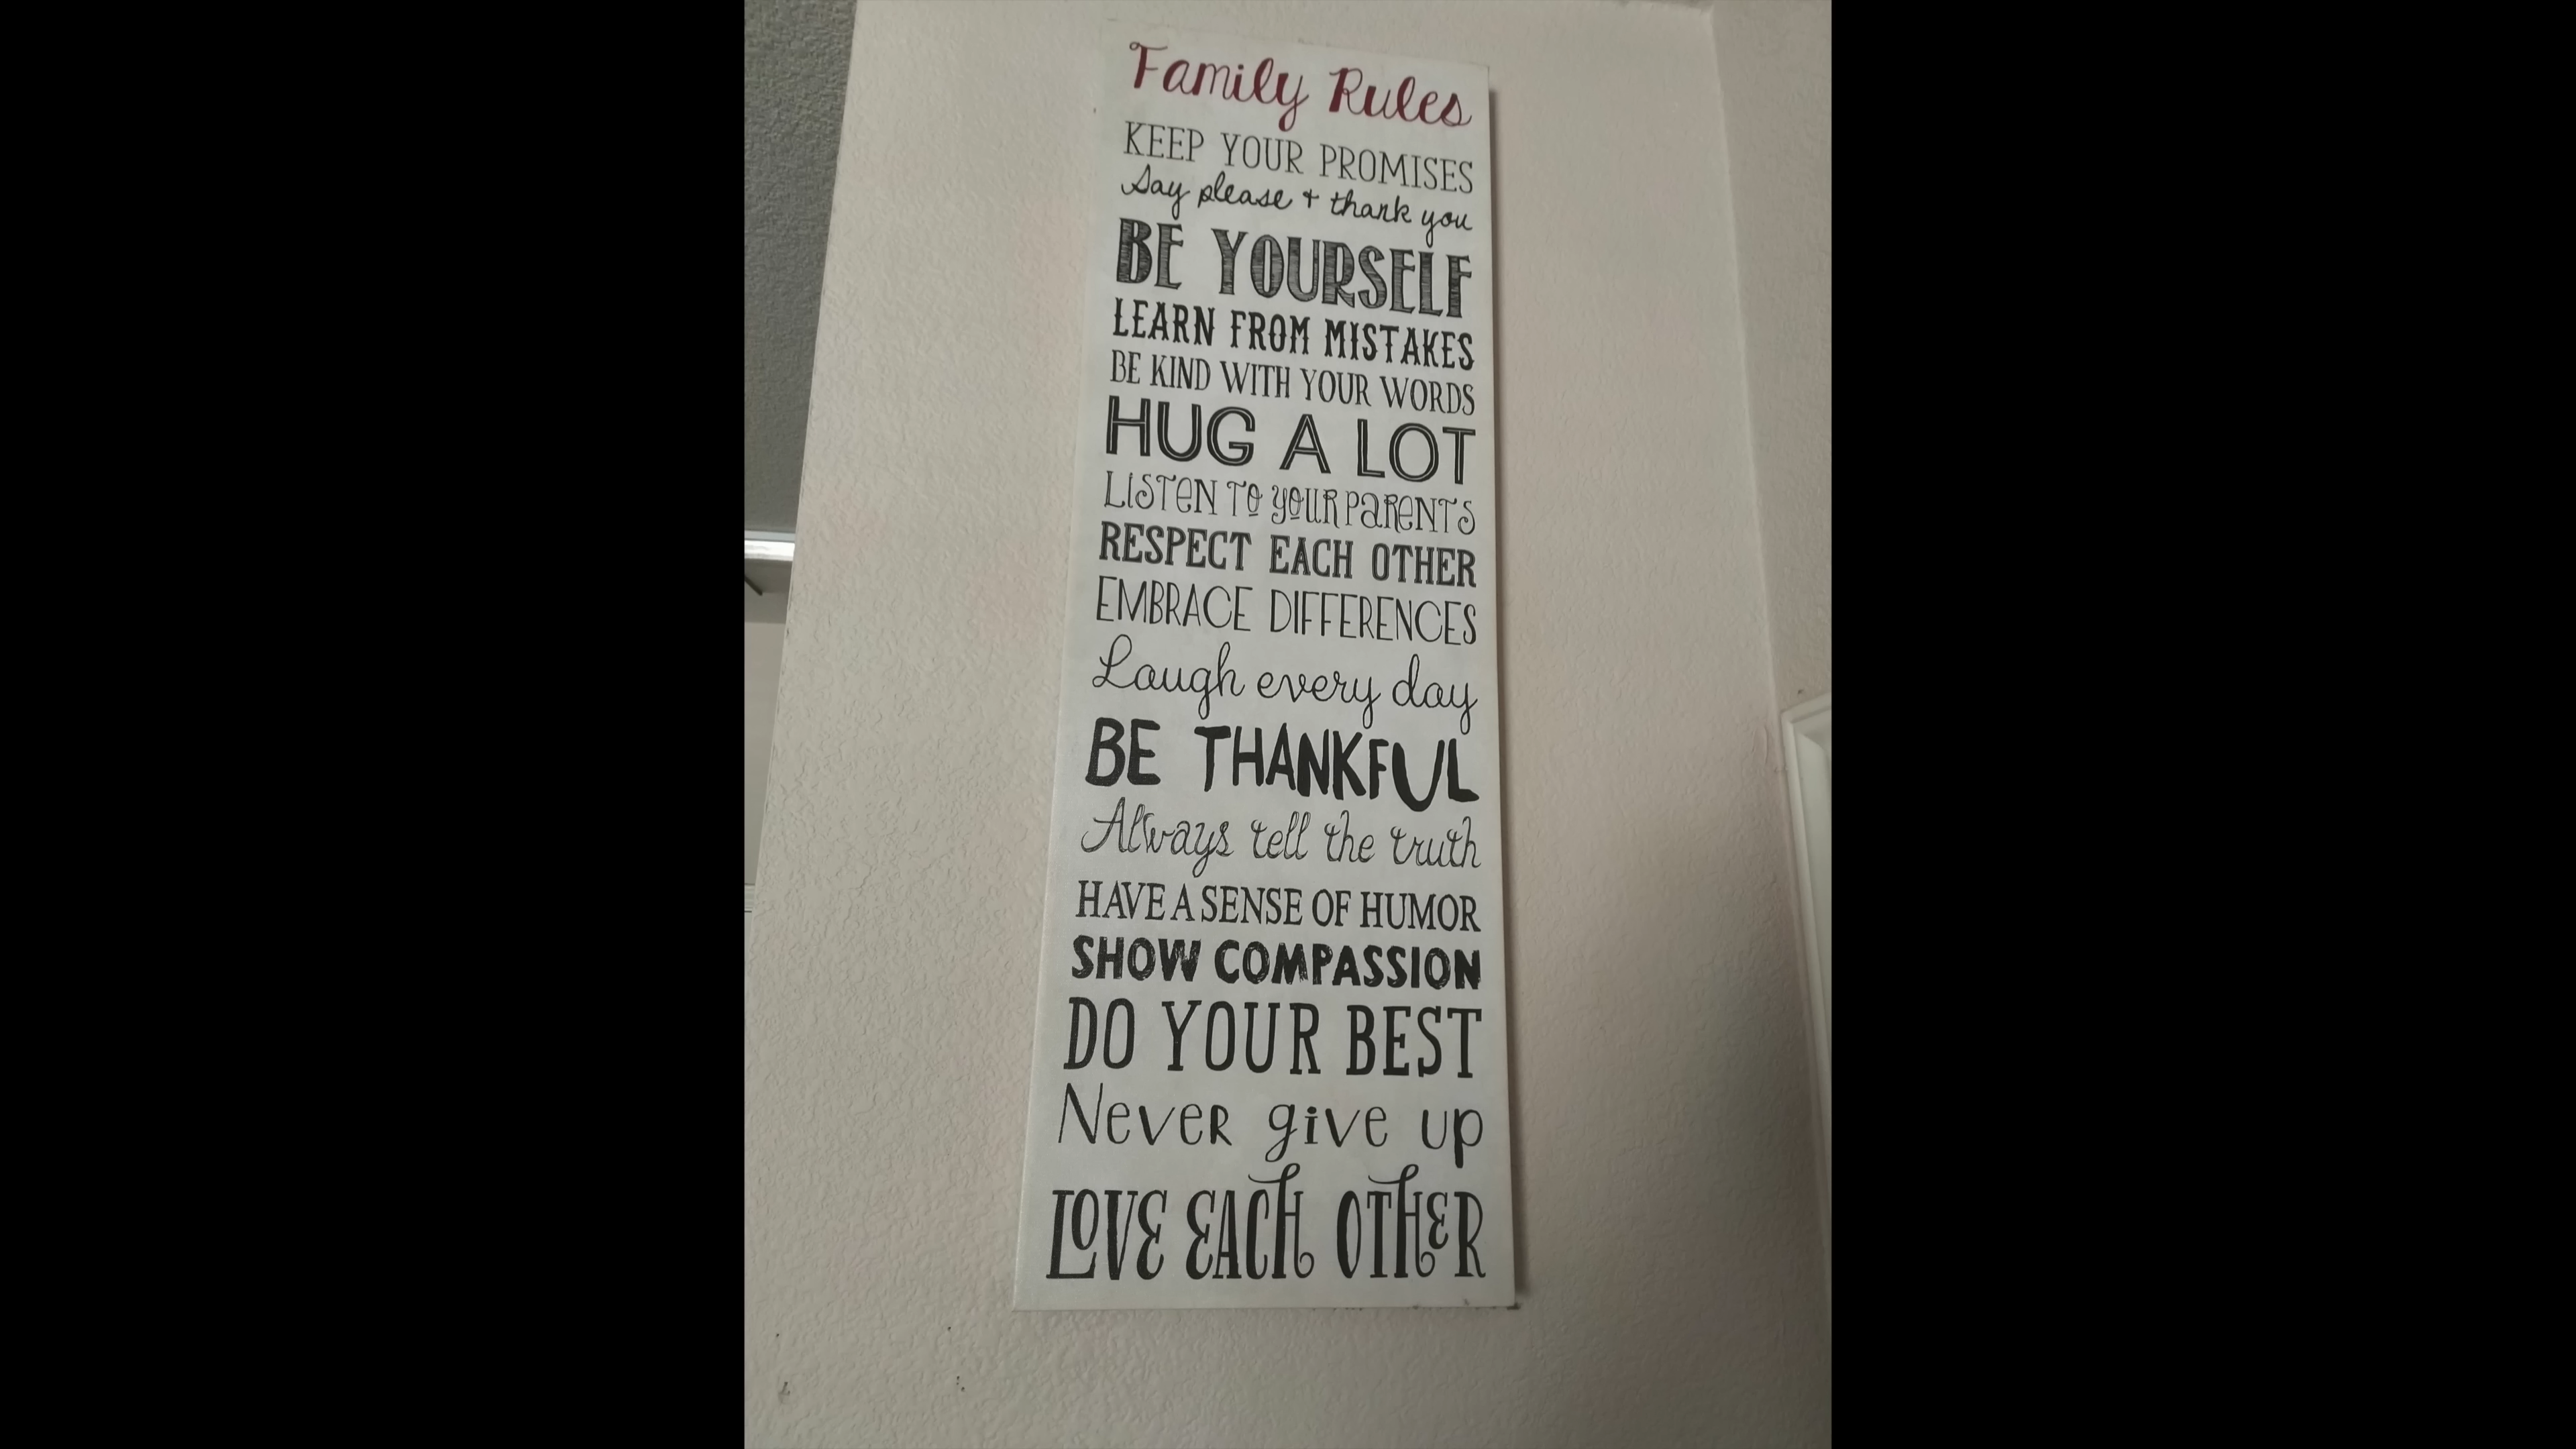 Family Rules
KEEP YOUR PROMISES
Say please + thank you
BE YOURSELF
LEARN FROM MISTAKES
BE KIND WITH YOUR WORDS
HUG A LOT
LiSTeN TO yOUR PaReNTS
RESPECT EACH OTHER
EMBRACE DIFFERENCES
Laugh every day
BE THANKFUL
Always tell the truth
HAVE A SENSE OF HUMOR
SHOW COMPASSION
DO YOUR BEST
Never give up
LOVE EACH OTHER